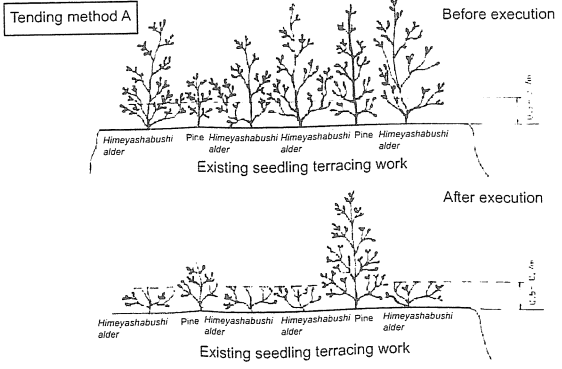 Tending method A
Before execution
Himeyashabushi alder
Pine
Himeyashabushi alder
Himeyashabushi alder
Pine
Himeyashabushi alder
Existing seedling terracing work
After execution
Himeyashabushi alder
Pine
Himeyashabushi alder
Himeyashabushi alder
Pine
Himeyashabushi alder
Existing seedling terracing work